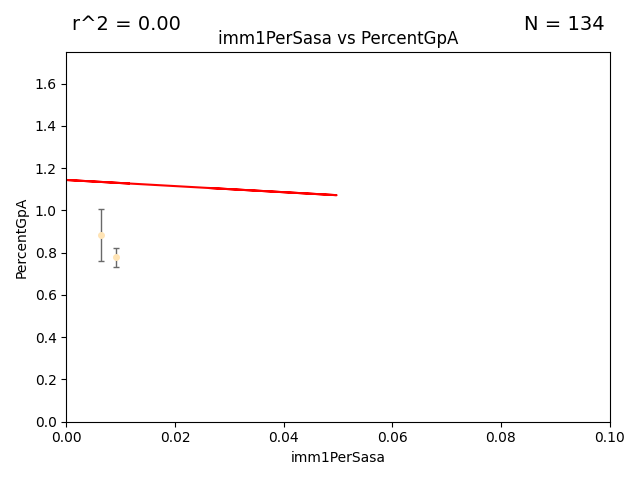 r^2 = 0.00
N = 134
imm1PerSasa vs PercentGpA
1.6
1.4
1.2
1.0
0.8
0.6
0.4
0.2
0.0
PercentGpA
0.00 0.02 0.04 0.06 0.08 0.10
imm1PerSasa